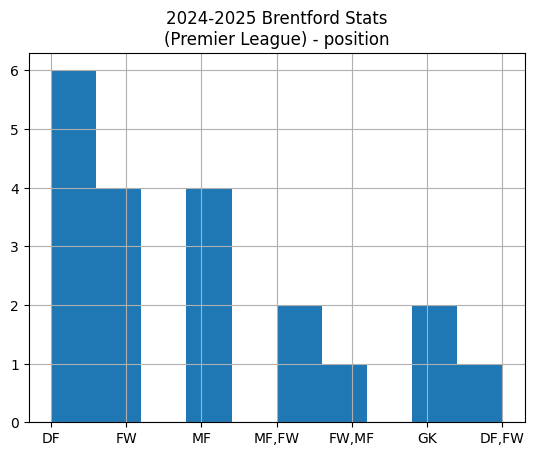 2024-2025 Brentford Stats
(Premier League) - position
6
5
4
3
2
1
0
DF FW MF MF,FW FW,MF GK DF,FW